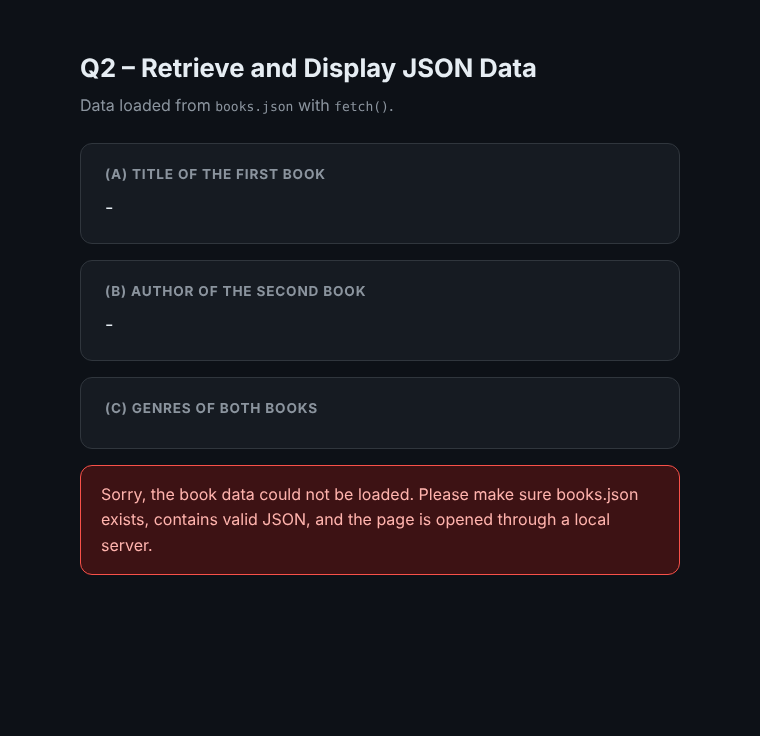 Q2 – Retrieve and Display JSON Data
Data loaded from books.json with fetch().
(A) TITLE OF THE FIRST BOOK
-
(B) AUTHOR OF THE SECOND BOOK
-
(C) GENRES OF BOTH BOOKS
Sorry, the book data could not be loaded. Please make sure books.json
exists, contains valid JSON, and the page is opened through a local
server.